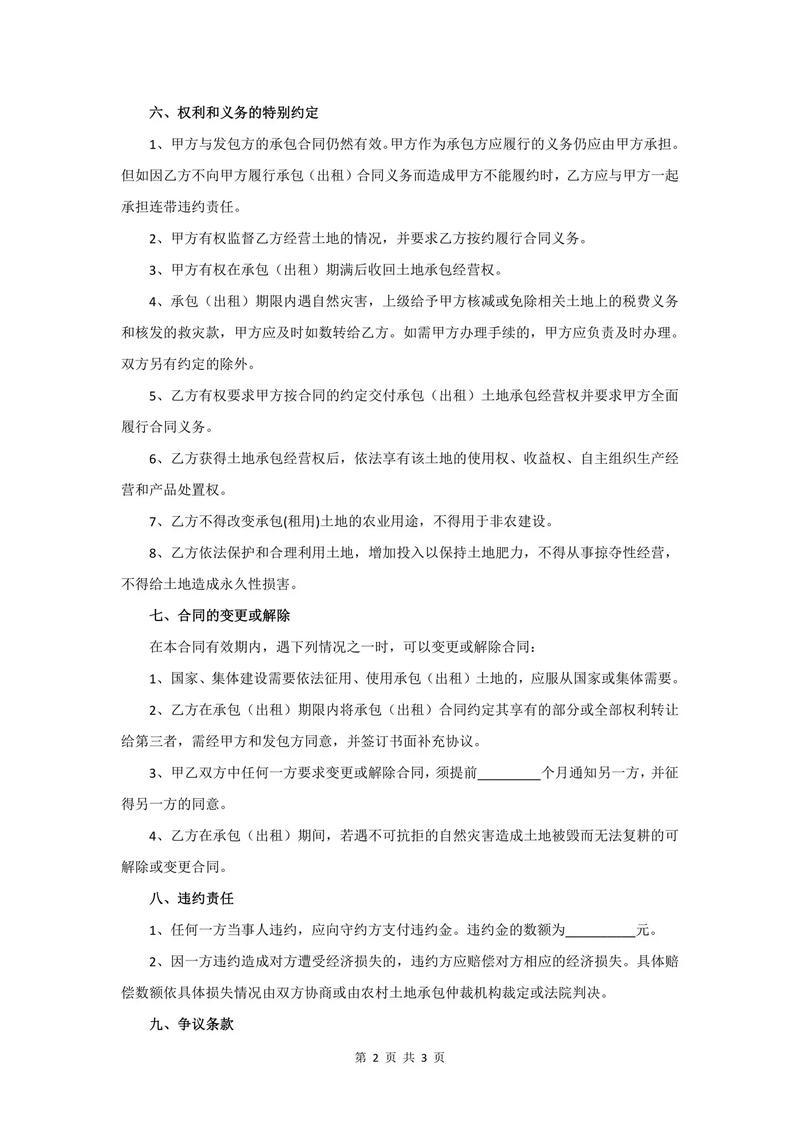 六、权利和义务的特别约定
1、甲方与发包方的承包合同仍然有效。甲方作为承包方应履行的义务仍应由甲方承担。
但如因乙方不向甲方履行承包（出租）合同义务而造成甲方不能履约时，乙方应与甲方一起
承担连带违约责任。
2、甲方有权监督乙方经营土地的情况，并要求乙方按约履行合同义务。
3、甲方有权在承包（出租）期满后收回土地承包经营权。
4、承包（出租）期限内遇自然灾害，上级给予甲方核减或免除相关土地上的税费义务
和核发的救灾款，甲方应及时如数转给乙方。如需甲方办理手续的，甲方应负责及时办理。
双方另有约定的除外。
5、乙方有权要求甲方按合同的约定交付承包（出租）土地承包经营权并要求甲方全面
履行合同义务。
6、乙方获得土地承包经营权后，依法享有该土地的使用权、收益权、自主组织生产经
营和产品处置权。
7、乙方不得改变承包(租用)土地的农业用途，不得用于非农建设。
8、乙方依法保护和合理利用土地，增加投入以保持土地肥力，不得从事掠夺性经营，
不得给土地造成永久性损害。
七、合同的变更或解除
在本合同有效期内，遇下列情况之一时，可以变更或解除合同：
1、国家、集体建设需要依法征用、使用承包（出租）土地的，应服从国家或集体需要。
2、乙方在承包（出租）期限内将承包（出租）合同约定其享有的部分或全部权利转让
给第三者，需经甲方和发包方同意，并签订书面补充协议。
3、甲乙双方中任何一方要求变更或解除合同，须提前_________个月通知另一方，并征
得另一方的同意。
4、乙方在承包（出租）期间，若遇不可抗拒的自然灾害造成土地被毁而无法复耕的可
解除或变更合同。
八、违约责任
1、任何一方当事人违约，应向守约方支付违约金。违约金的数额为__________元。
2、因一方违约造成对方遭受经济损失的，违约方应赔偿对方相应的经济损失。具体赔
偿数额依具体损失情况由双方协商或由农村土地承包仲裁机构裁定或法院判决。
九、争议条款
第 2 页 共 3 页